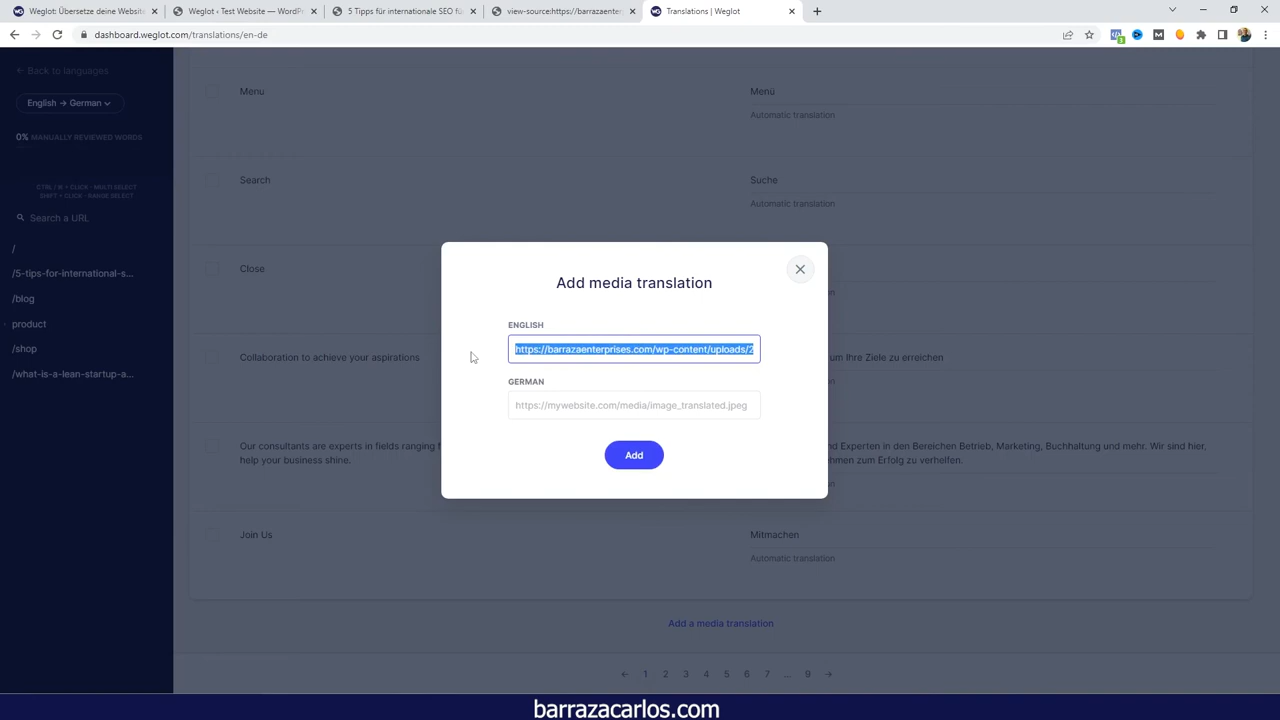 Weglot: Übersetze deine Website
Weglot ‹ Test Website — WordPr
5 Tipps für internationale SEO fü
view-source:https://barrazaenter
Translations | Weglot
dashboard.weglot.com/translations/en-de
Back to languages
English → German
0% MANUALLY REVIEWED WORDS
CTRL / ⌘ + CLICK · MULTI SELECT
SHIFT + CLICK · RANGE SELECT
Search a URL
/
/5-tips-for-international-s...
/blog
product
/shop
/what-is-a-lean-startup-a...
Menu
Menü
Automatic translation
Search
Suche
Automatic translation
Close
Collaboration to achieve your aspirations
um Ihre Ziele zu erreichen
Our consultants are experts in fields ranging
help your business shine.
nd Experten in den Bereichen Betrieb, Marketing, Buchhaltung und mehr. Wir sind hier,
hmen zum Erfolg zu verhelfen.
Join Us
Mitmachen
Automatic translation
Add media translation
ENGLISH
https://barrazaenterprises.com/wp-content/uploads/2
GERMAN
https://mywebsite.com/media/image_translated.jpeg
Add
Add a media translation
← 1 2 3 4 5 6 7 ... 9 →
barrazacarlos.com